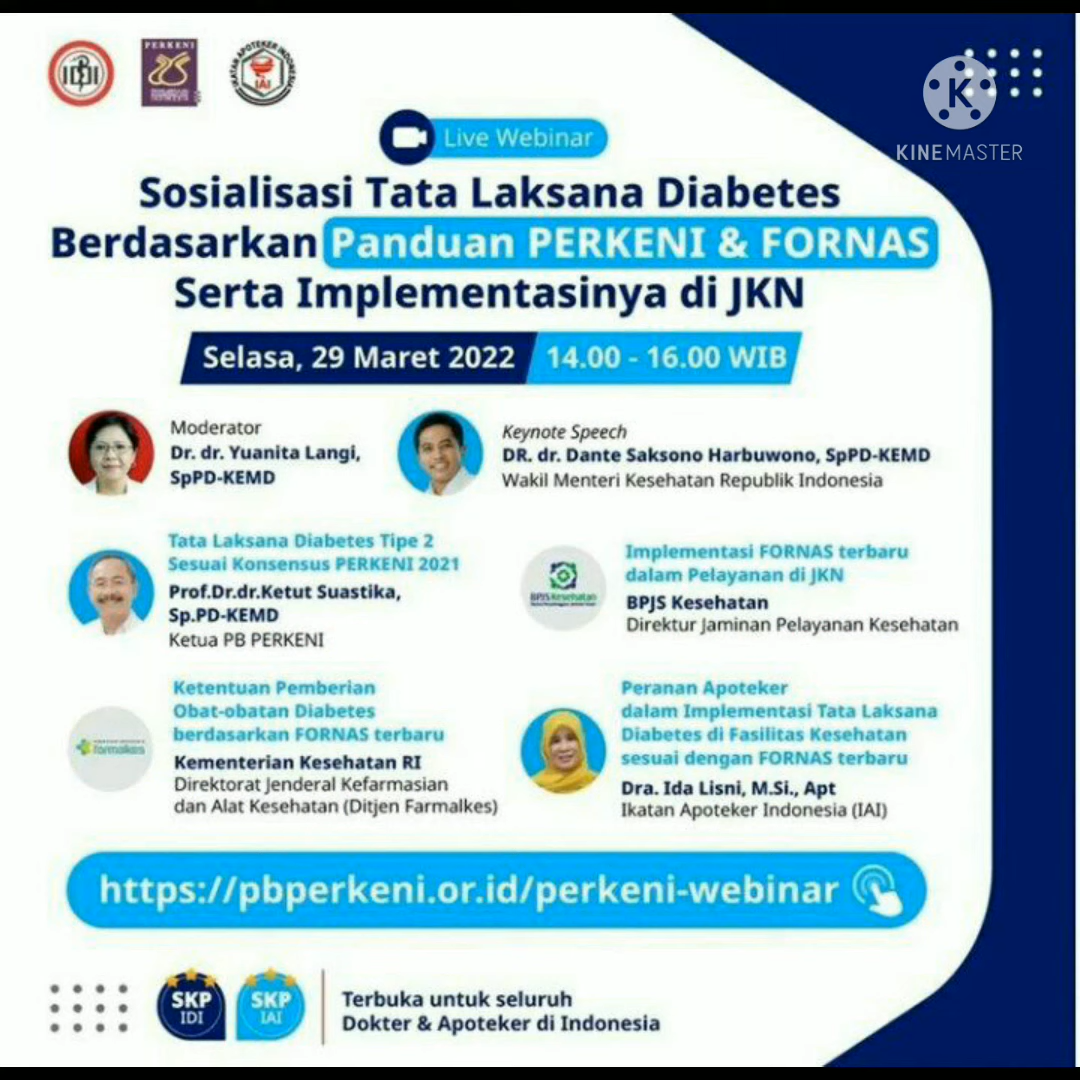 IDI
PERKENI
IKATAN APOTEKER INDONESIA
IAI
K
KINEMASTER
Live Webinar
Sosialisasi Tata Laksana Diabetes
Berdasarkan Panduan PERKENI & FORNAS
Serta Implementasinya di JKN
Selasa, 29 Maret 2022 14.00 - 16.00 WIB
Moderator
Dr. dr. Yuanita Langi,
SpPD-KEMD
Keynote Speech
DR. dr. Dante Saksono Harbuwono, SpPD-KEMD
Wakil Menteri Kesehatan Republik Indonesia
Tata Laksana Diabetes Tipe 2
Sesuai Konsensus PERKENI 2021
Prof.Dr.dr.Ketut Suastika,
Sp.PD-KEMD
Ketua PB PERKENI
BPJS Kesehatan
Implementasi FORNAS terbaru
dalam Pelayanan di JKN
BPJS Kesehatan
Direktur Jaminan Pelayanan Kesehatan
farmalkes
Ketentuan Pemberian
Obat-obatan Diabetes
berdasarkan FORNAS terbaru
Kementerian Kesehatan RI
Direktorat Jenderal Kefarmasian
dan Alat Kesehatan (Ditjen Farmalkes)
Peranan Apoteker
dalam Implementasi Tata Laksana
Diabetes di Fasilitas Kesehatan
sesuai dengan FORNAS terbaru
Dra. Ida Lisni, M.Si., Apt
Ikatan Apoteker Indonesia (IAI)
https://pbperkeni.or.id/perkeni-webinar
SKP
IDI
SKP
IAI
Terbuka untuk seluruh
Dokter & Apoteker di Indonesia